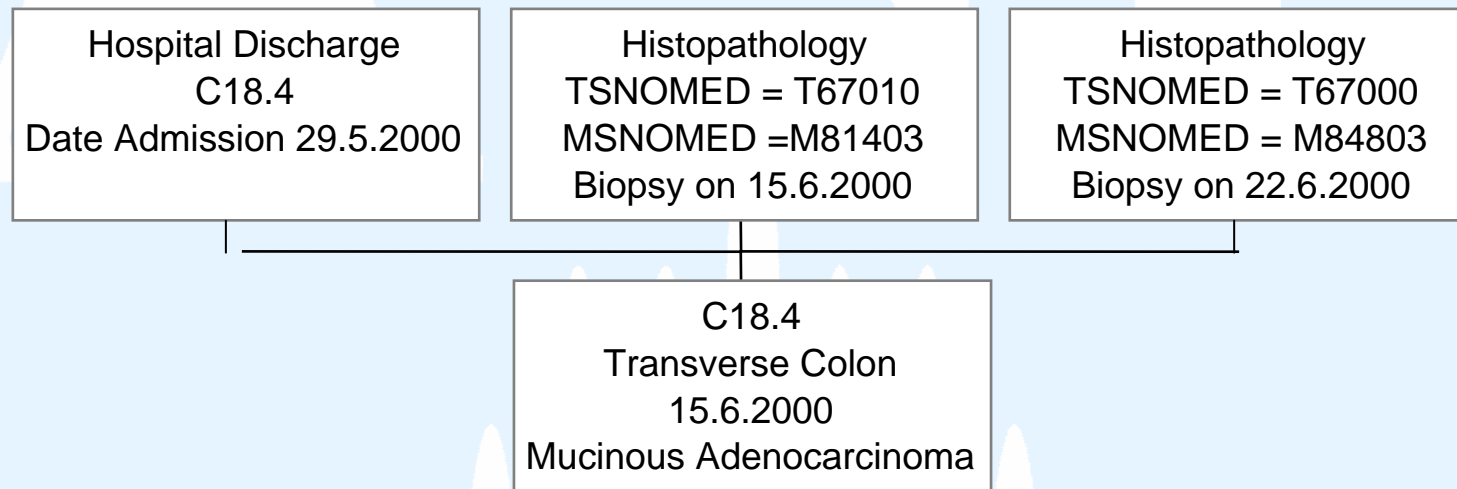 Hospital Discharge
C18.4
Date Admission 29.5.2000
Histopathology
TSNOMED = T67010
MSNOMED =M81403
Biopsy on 15.6.2000
Histopathology
TSNOMED = T67000
MSNOMED = M84803
Biopsy on 22.6.2000
C18.4
Transverse Colon
15.6.2000
Mucinous Adenocarcinoma